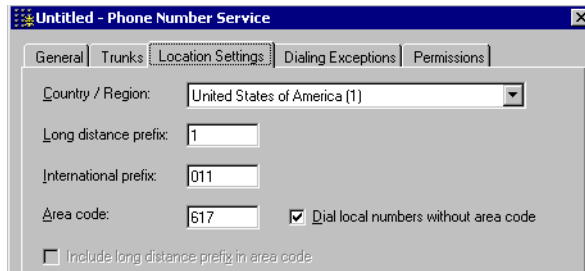 Untitled - Phone Number Service
General Trunks Location Settings Dialing Exceptions Permissions
Country / Region: United States of America (1)
Long distance prefix: 1
International prefix: 011
Area code: 617 Dial local numbers without area code
Include long distance prefix in area code